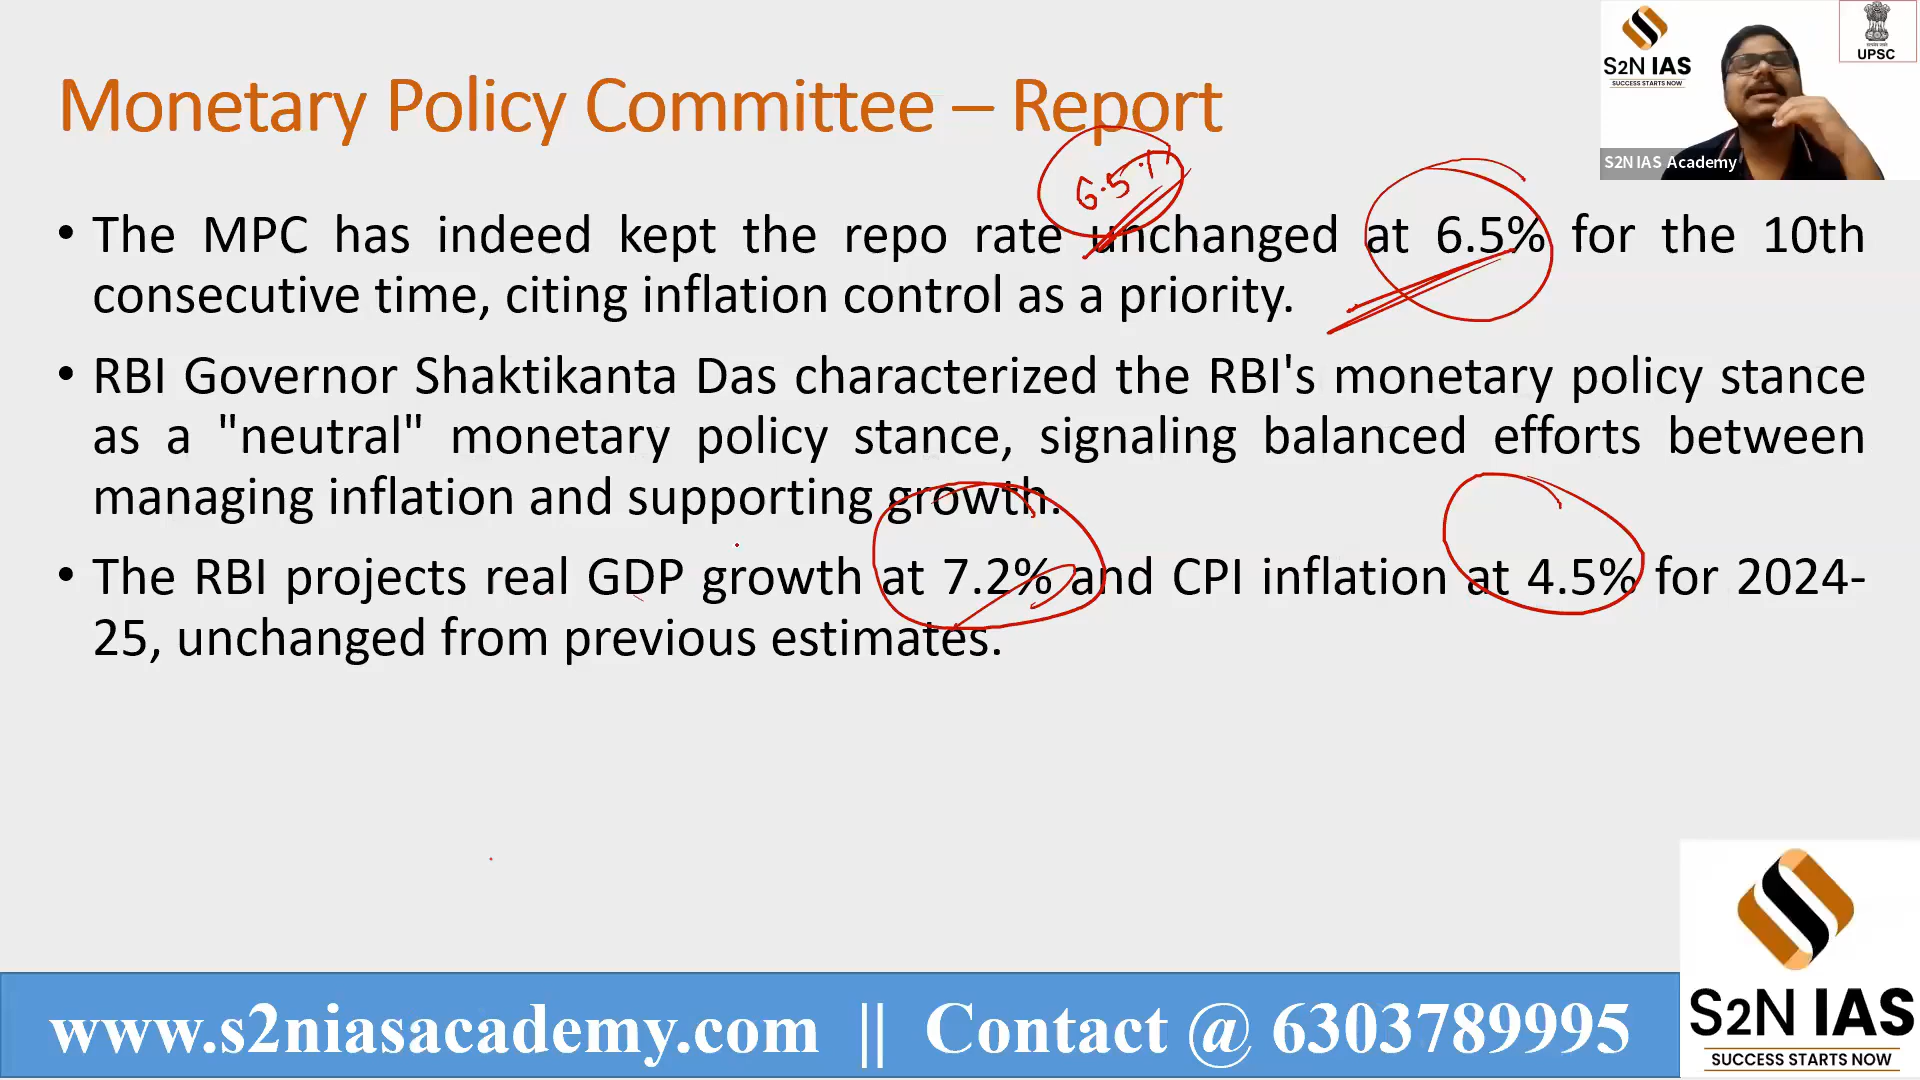 S2N IAS
SUCCESS STARTS NOW
UPSC
S2N IAS Academy
Monetary Policy Committee – Report
6.5%
• The MPC has indeed kept the repo rate unchanged at 6.5% for the 10th
consecutive time, citing inflation control as a priority.
• RBI Governor Shaktikanta Das characterized the RBI's monetary policy stance
as a "neutral" monetary policy stance, signaling balanced efforts between
managing inflation and supporting growth.
• The RBI projects real GDP growth at 7.2% and CPI inflation at 4.5% for 2024-
25, unchanged from previous estimates.
www.s2niasacademy.com || Contact @ 6303789995
S2N IAS
SUCCESS STARTS NOW